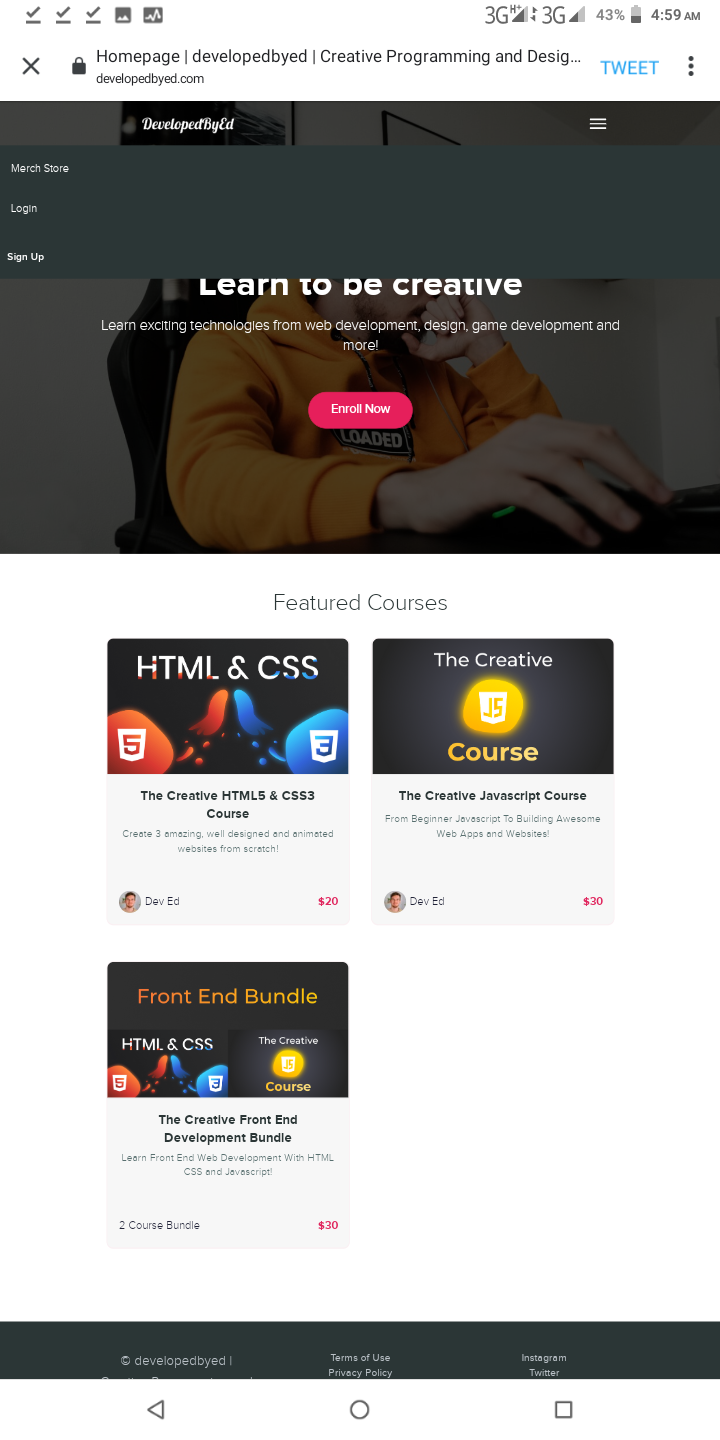 3G H+ 3G 43% 4:59 AM
Homepage | developedbyed | Creative Programming and Desig...
developedbyed.com
TWEET
DevelopedByEd
Merch Store
Login
Sign Up
Learn to be creative
Learn exciting technologies from web development, design, game development and
more!
Enroll Now
LOADED
Featured Courses
HTML & CSS
5
3
The Creative HTML5 & CSS3
Course
Create 3 amazing, well designed and animated
websites from scratch!
Dev Ed
$20
The Creative
JS
Course
The Creative Javascript Course
From Beginner Javascript To Building Awesome
Web Apps and Websites!
Dev Ed
$30
Front End Bundle
HTML & CSS
5
3
The Creative
JS
Course
The Creative Front End
Development Bundle
Learn Front End Web Development With HTML
CSS and Javascript!
2 Course Bundle
$30
© developedbyed |
Terms of Use
Privacy Policy
Instagram
Twitter